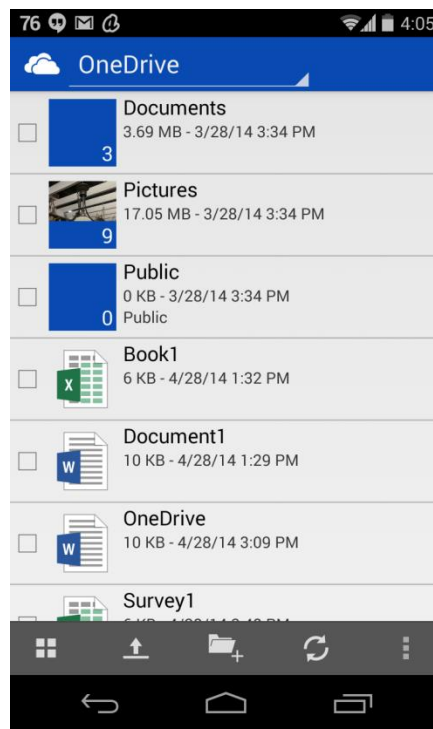 76 4:05
OneDrive
Documents
3.69 MB - 3/28/14 3:34 PM
3
Pictures
17.05 MB - 3/28/14 3:34 PM
9
Public
0 KB - 3/28/14 3:34 PM
0 Public
Book1
X
6 KB - 4/28/14 1:32 PM
Document1
W
10 KB - 4/28/14 1:29 PM
OneDrive
W
10 KB - 4/28/14 3:09 PM
Survey1